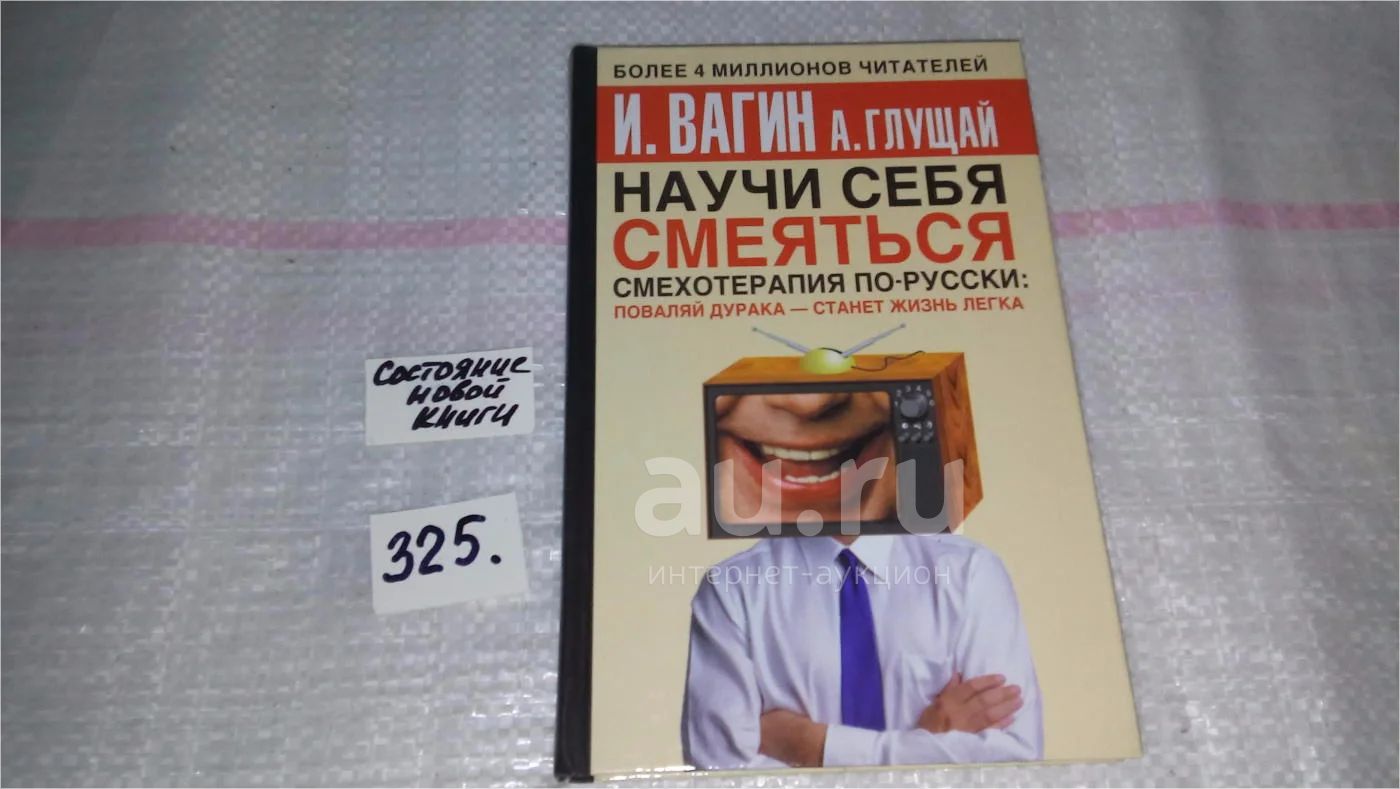 БОЛЕЕ 4 МИЛЛИОНОВ ЧИТАТЕЛЕЙ
И. ВАГИН А. ГЛУЩАЙ
НАУЧИ СЕБЯ
СМЕЯТЬСЯ
СМЕХОТЕРАПИЯ ПО-РУССКИ:
ПОВАЛЯЙ ДУРАКА — СТАНЕТ ЖИЗНЬ ЛЕГКА
Состояние
новой
книги
325.
au.ru
интернет-аукцион